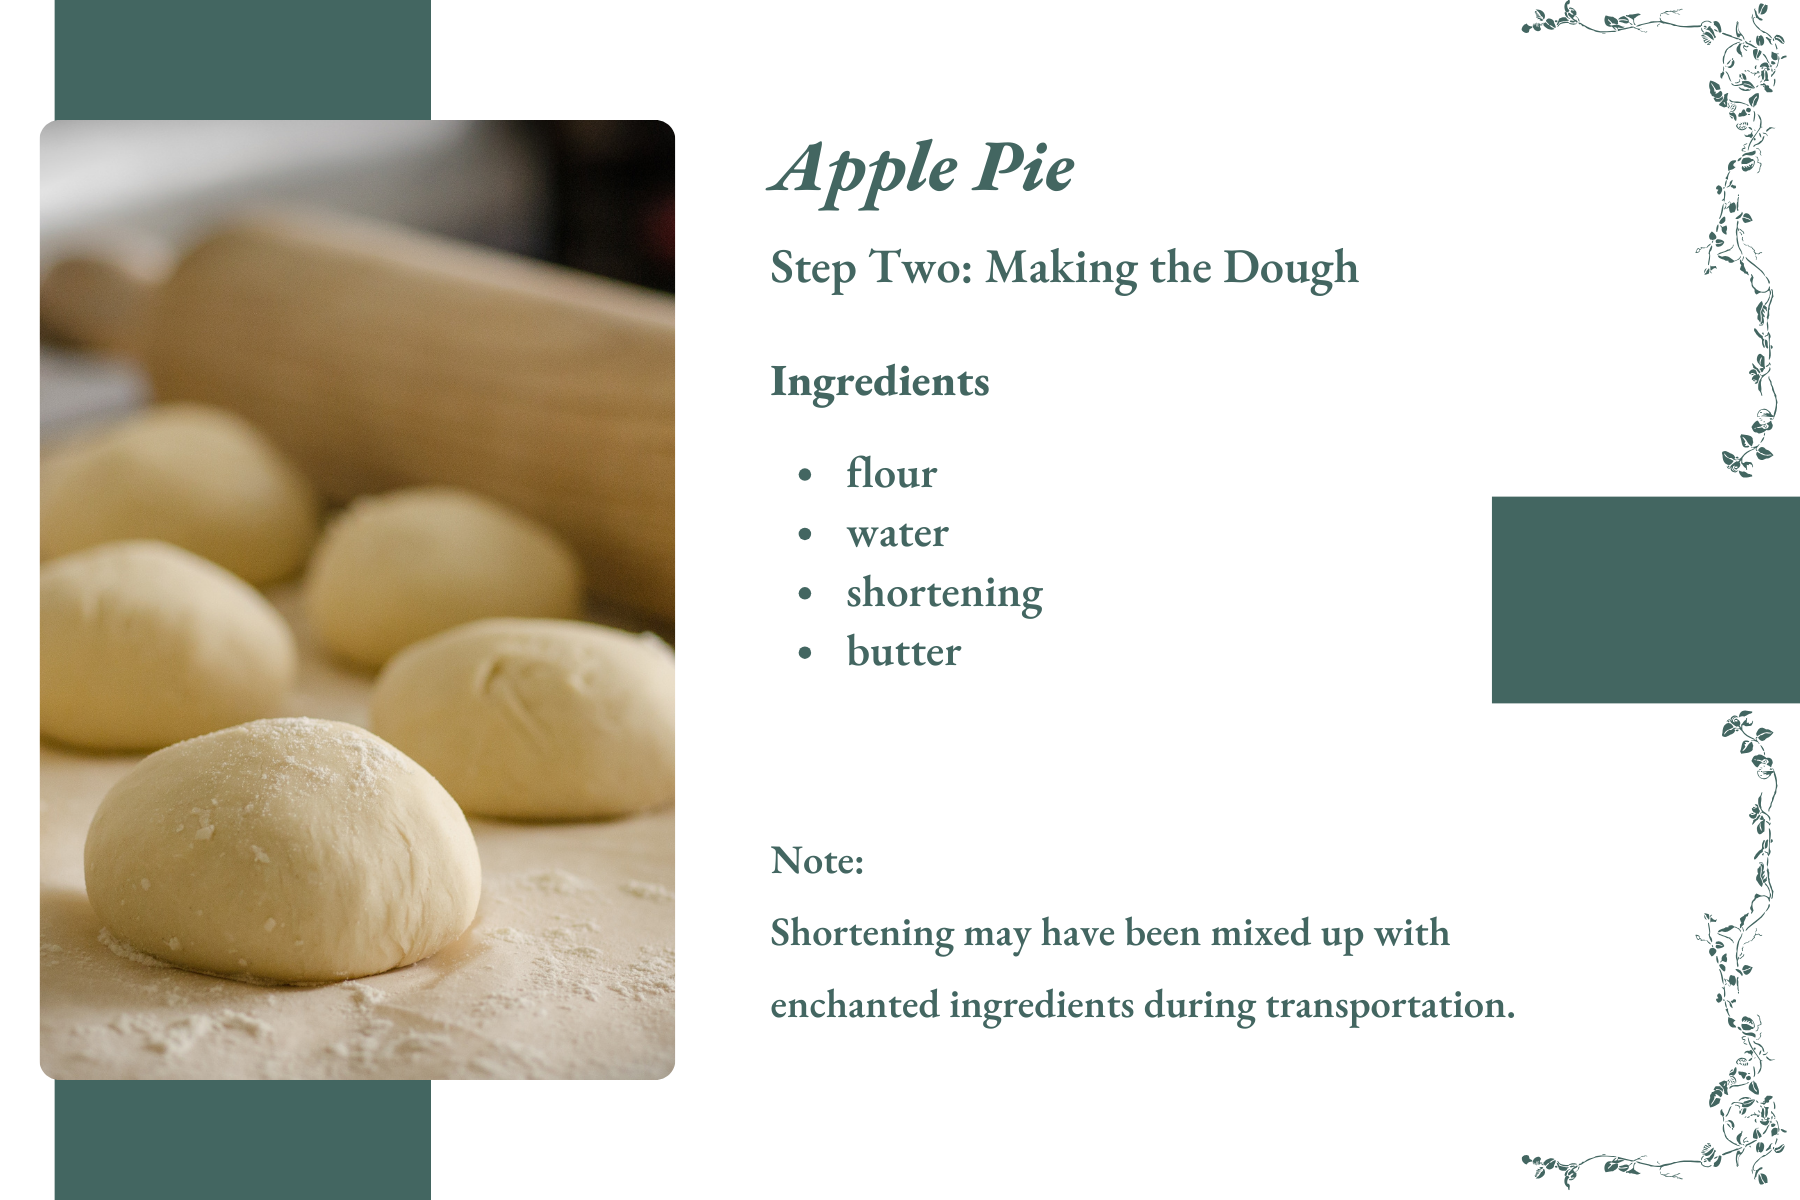 Apple Pie
Step Two: Making the Dough
Ingredients
• flour
• water
• shortening
• butter
Note:
Shortening may have been mixed up with
enchanted ingredients during transportation.